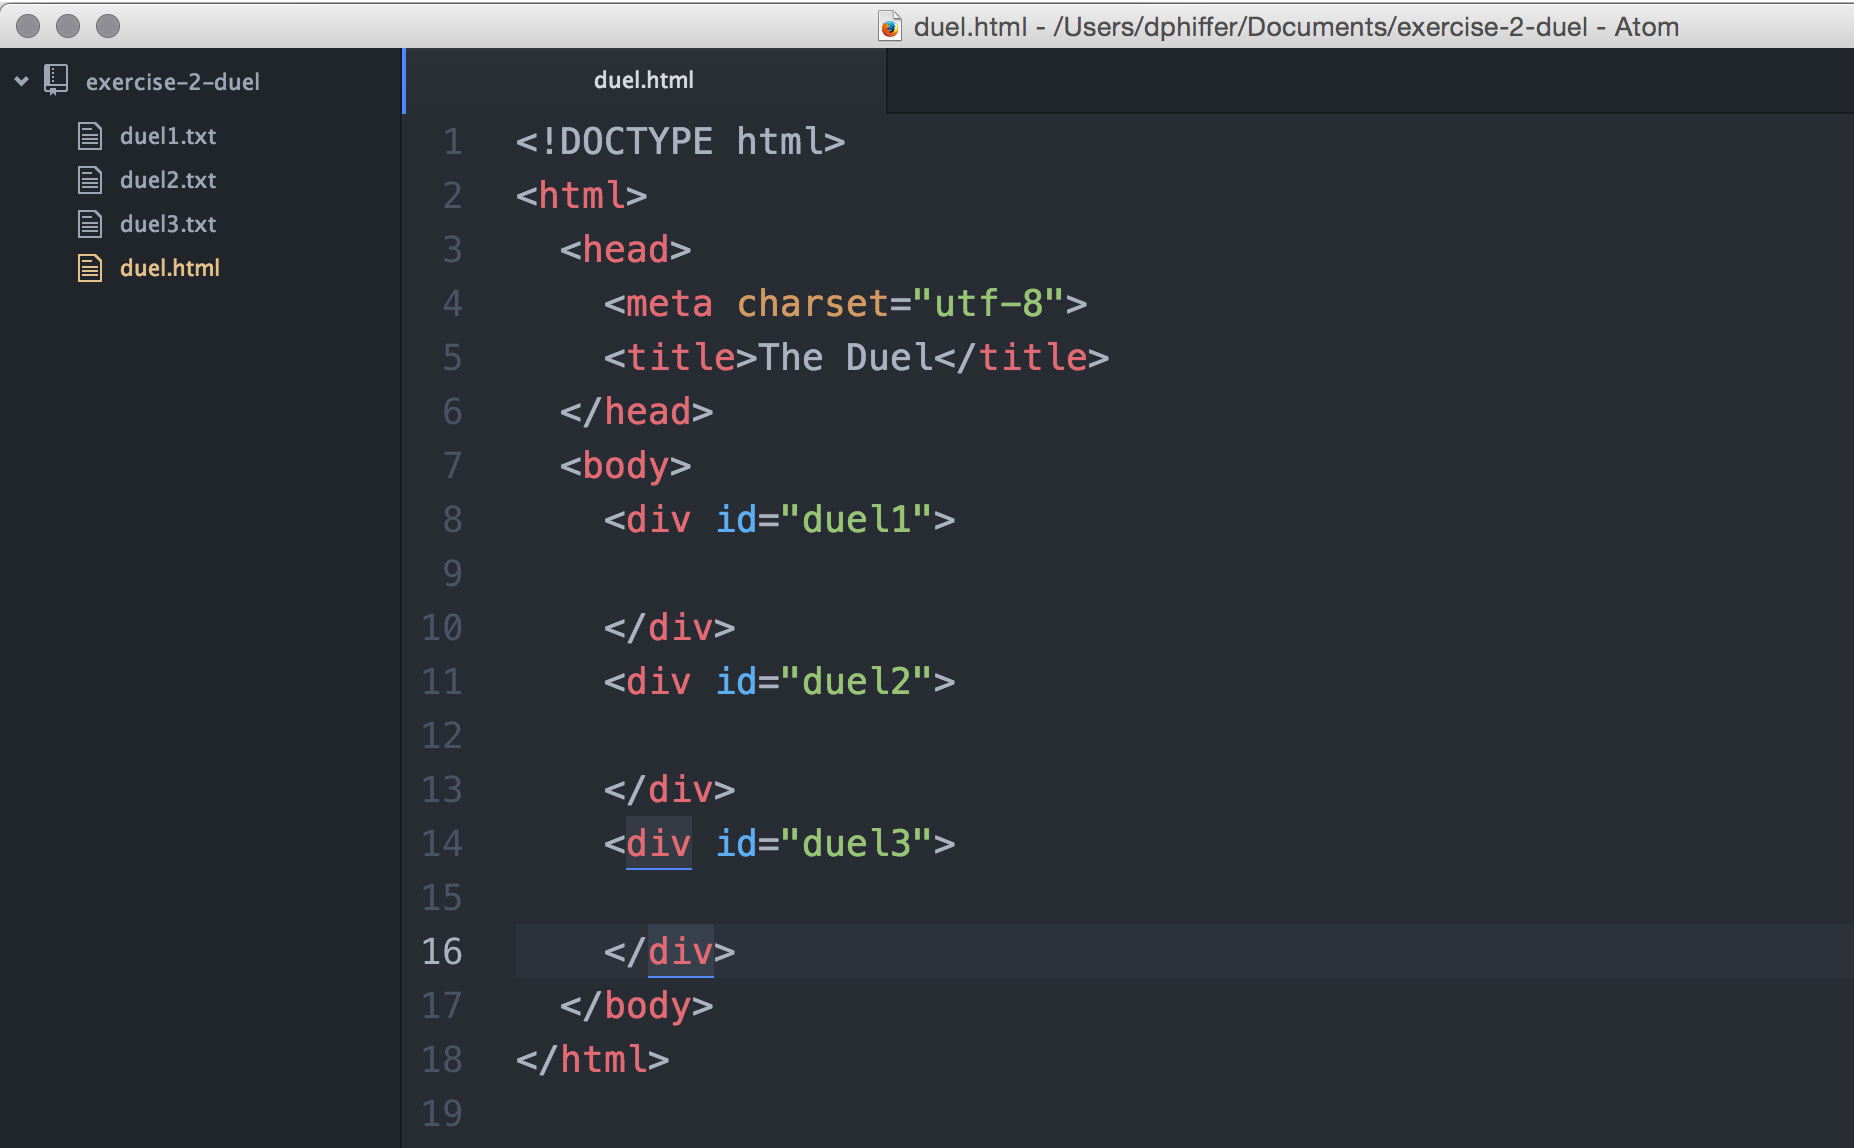 duel.html - /Users/dphiffer/Documents/exercise-2-duel - Atom
exercise-2-duel
duel1.txt
duel2.txt
duel3.txt
duel.html
duel.html
1 <!DOCTYPE html>
2 <html>
3   <head>
4     <meta charset="utf-8">
5     <title>The Duel</title>
6   </head>
7   <body>
8     <div id="duel1">
9
10     </div>
11     <div id="duel2">
12
13     </div>
14     <div id="duel3">
15
16     </div>
17   </body>
18 </html>
19